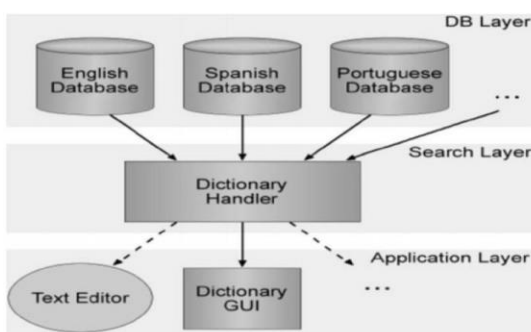 DB Layer
English
Database
Spanish
Database
Portuguese
Database
...
Search Layer
Dictionary
Handler
Application Layer
Text Editor
Dictionary
GUI
...